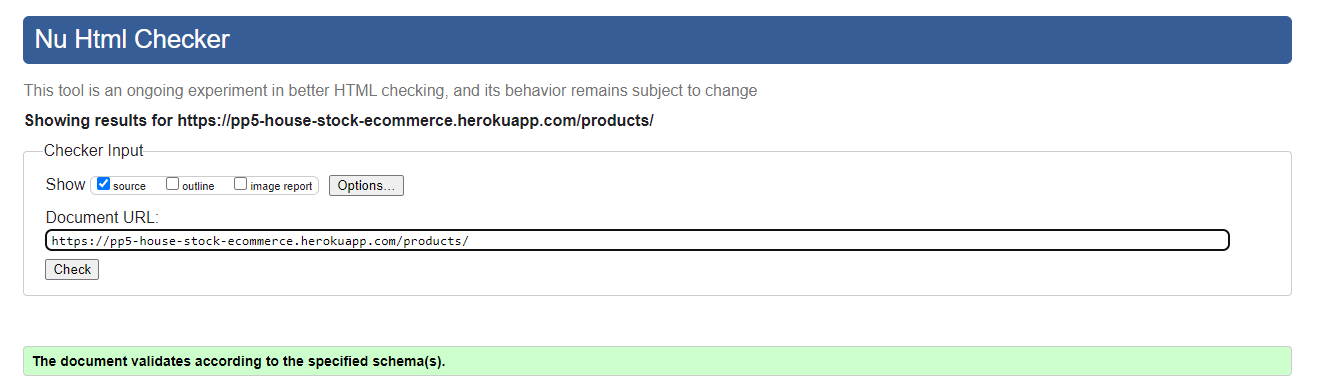 Nu Html Checker
This tool is an ongoing experiment in better HTML checking, and its behavior remains subject to change
Showing results for https://pp5-house-stock-ecommerce.herokuapp.com/products/
Checker Input
Show source outline image report Options...
Document URL:
https://pp5-house-stock-ecommerce.herokuapp.com/products/
Check
The document validates according to the specified schema(s).